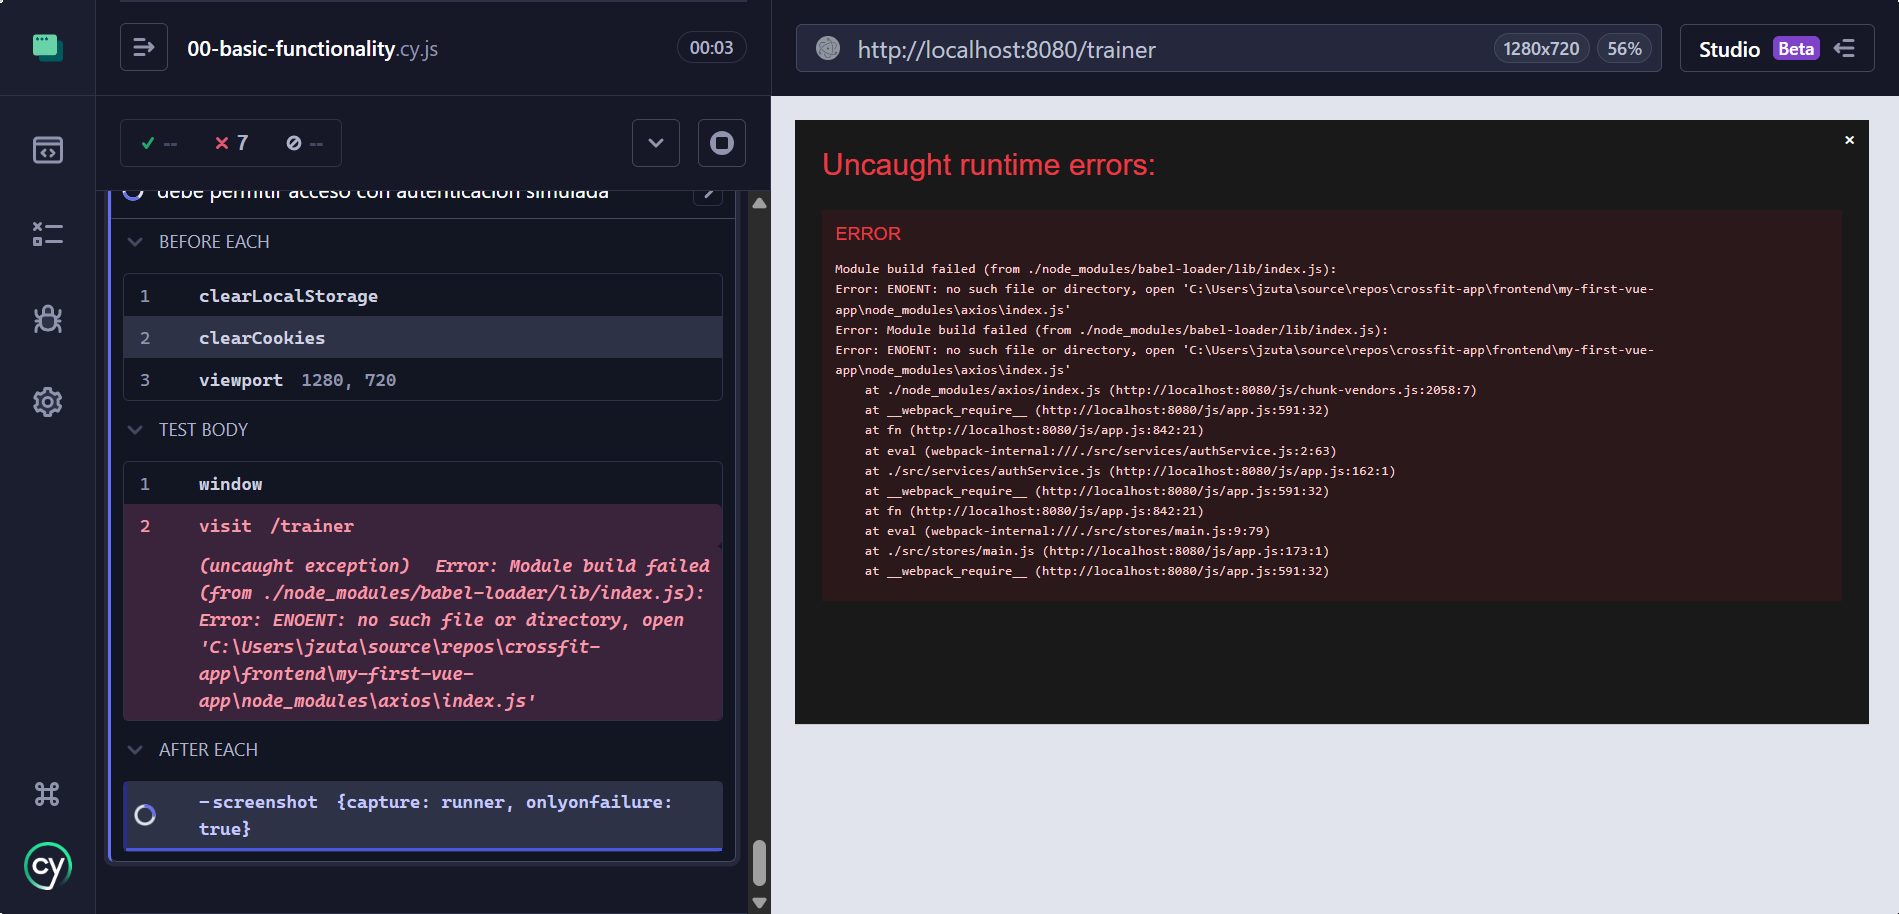 00-basic-functionality.cy.js
00:03
http://localhost:8080/trainer
1280x720
56%
Studio Beta
--
7
--
debe permitir acceso con autenticación simulada
BEFORE EACH
1 clearLocalStorage
2 clearCookies
3 viewport 1280, 720
TEST BODY
1 window
2 visit /trainer
(uncaught exception) Error: Module build failed
(from ./node_modules/babel-loader/lib/index.js):
Error: ENOENT: no such file or directory, open
'C:\Users\jzuta\source\repos\crossfit-
app\frontend\my-first-vue-
app\node_modules\axios\index.js'
AFTER EACH
-screenshot {capture: runner, onlyonfailure:
true}
cy
×
Uncaught runtime errors:
ERROR
Module build failed (from ./node_modules/babel-loader/lib/index.js):
Error: ENOENT: no such file or directory, open 'C:\Users\jzuta\source\repos\crossfit-app\frontend\my-first-vue-
app\node_modules\axios\index.js'
Error: Module build failed (from ./node_modules/babel-loader/lib/index.js):
Error: ENOENT: no such file or directory, open 'C:\Users\jzuta\source\repos\crossfit-app\frontend\my-first-vue-
app\node_modules\axios\index.js'
at ./node_modules/axios/index.js (http://localhost:8080/js/chunk-vendors.js:2058:7)
at __webpack_require__ (http://localhost:8080/js/app.js:591:32)
at fn (http://localhost:8080/js/app.js:842:21)
at eval (webpack-internal:///./src/services/authService.js:2:63)
at ./src/services/authService.js (http://localhost:8080/js/app.js:162:1)
at __webpack_require__ (http://localhost:8080/js/app.js:591:32)
at fn (http://localhost:8080/js/app.js:842:21)
at eval (webpack-internal:///./src/stores/main.js:9:79)
at ./src/stores/main.js (http://localhost:8080/js/app.js:173:1)
at __webpack_require__ (http://localhost:8080/js/app.js:591:32)